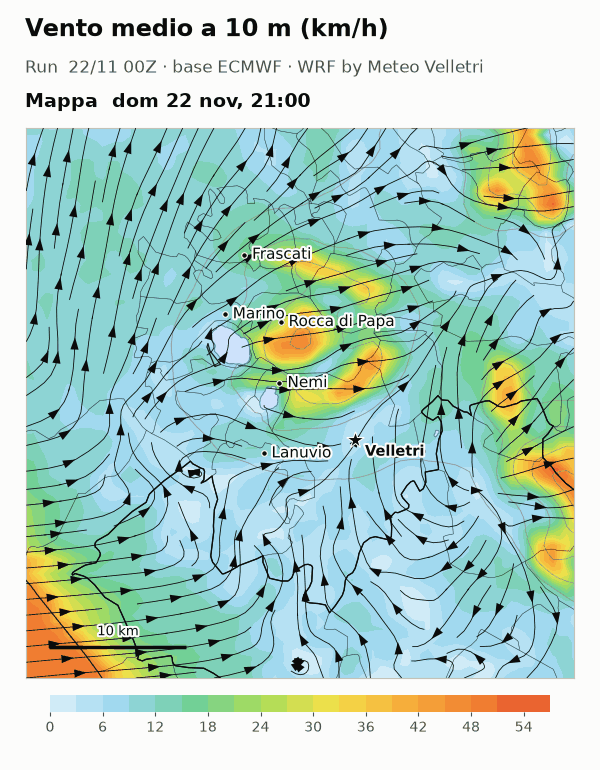 Vento medio a 10 m (km/h)
Run  22/11 00Z · base ECMWF · WRF by Meteo Velletri
Mappa  dom 22 nov, 21:00
Frascati
Marino
Rocca di Papa
Nemi
Velletri
Lanuvio
10 km
0 6 12 18 24 30 36 42 48 54